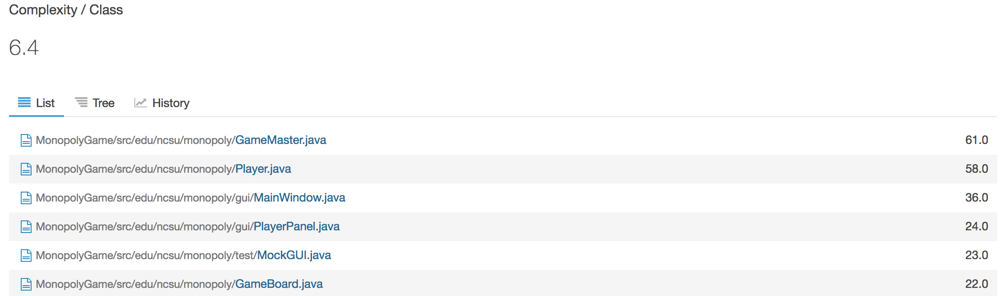 Complexity / Class
6.4
List Tree History
MonopolyGame/src/edu/ncsu/monopoly/GameMaster.java 61.0
MonopolyGame/src/edu/ncsu/monopoly/Player.java 58.0
MonopolyGame/src/edu/ncsu/monopoly/gui/MainWindow.java 36.0
MonopolyGame/src/edu/ncsu/monopoly/gui/PlayerPanel.java 24.0
MonopolyGame/src/edu/ncsu/monopoly/test/MockGUI.java 23.0
MonopolyGame/src/edu/ncsu/monopoly/GameBoard.java 22.0